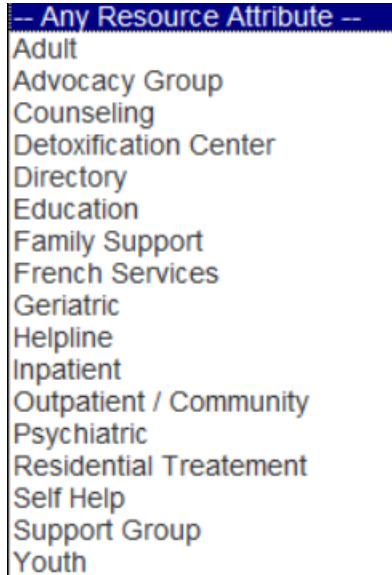 -- Any Resource Attribute --
Adult
Advocacy Group
Counseling
Detoxification Center
Directory
Education
Family Support
French Services
Geriatric
Helpline
Inpatient
Outpatient / Community
Psychiatric
Residential Treatement
Self Help
Support Group
Youth